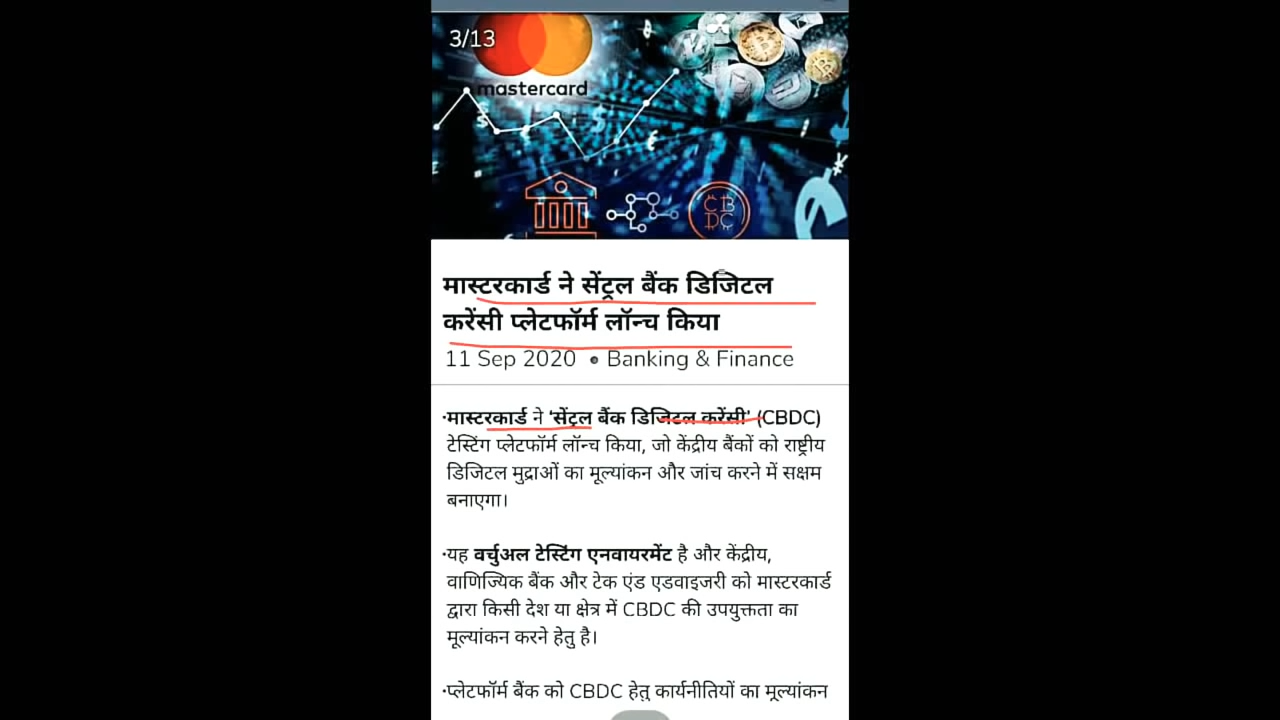 3/13
mastercard
CB
DC
मास्टरकार्ड ने सेंट्रल बैंक डिजिटल
करेंसी प्लेटफॉर्म लॉन्च किया
11 Sep 2020 • Banking & Finance
·मास्टरकार्ड ने 'सेंट्रल बैंक डिजिटल करेंसी' (CBDC)
टेस्टिंग प्लेटफॉर्म लॉन्च किया, जो केंद्रीय बैंकों को राष्ट्रीय
डिजिटल मुद्राओं का मूल्यांकन और जांच करने में सक्षम
बनाएगा।
·यह वर्चुअल टेस्टिंग एनवायरमेंट है और केंद्रीय,
वाणिज्यिक बैंक और टेक एंड एडवाइजरी को मास्टरकार्ड
द्वारा किसी देश या क्षेत्र में CBDC की उपयुक्तता का
मूल्यांकन करने हेतु है।
·प्लेटफॉर्म बैंक को CBDC हेतु कार्यनीतियों का मूल्यांकन